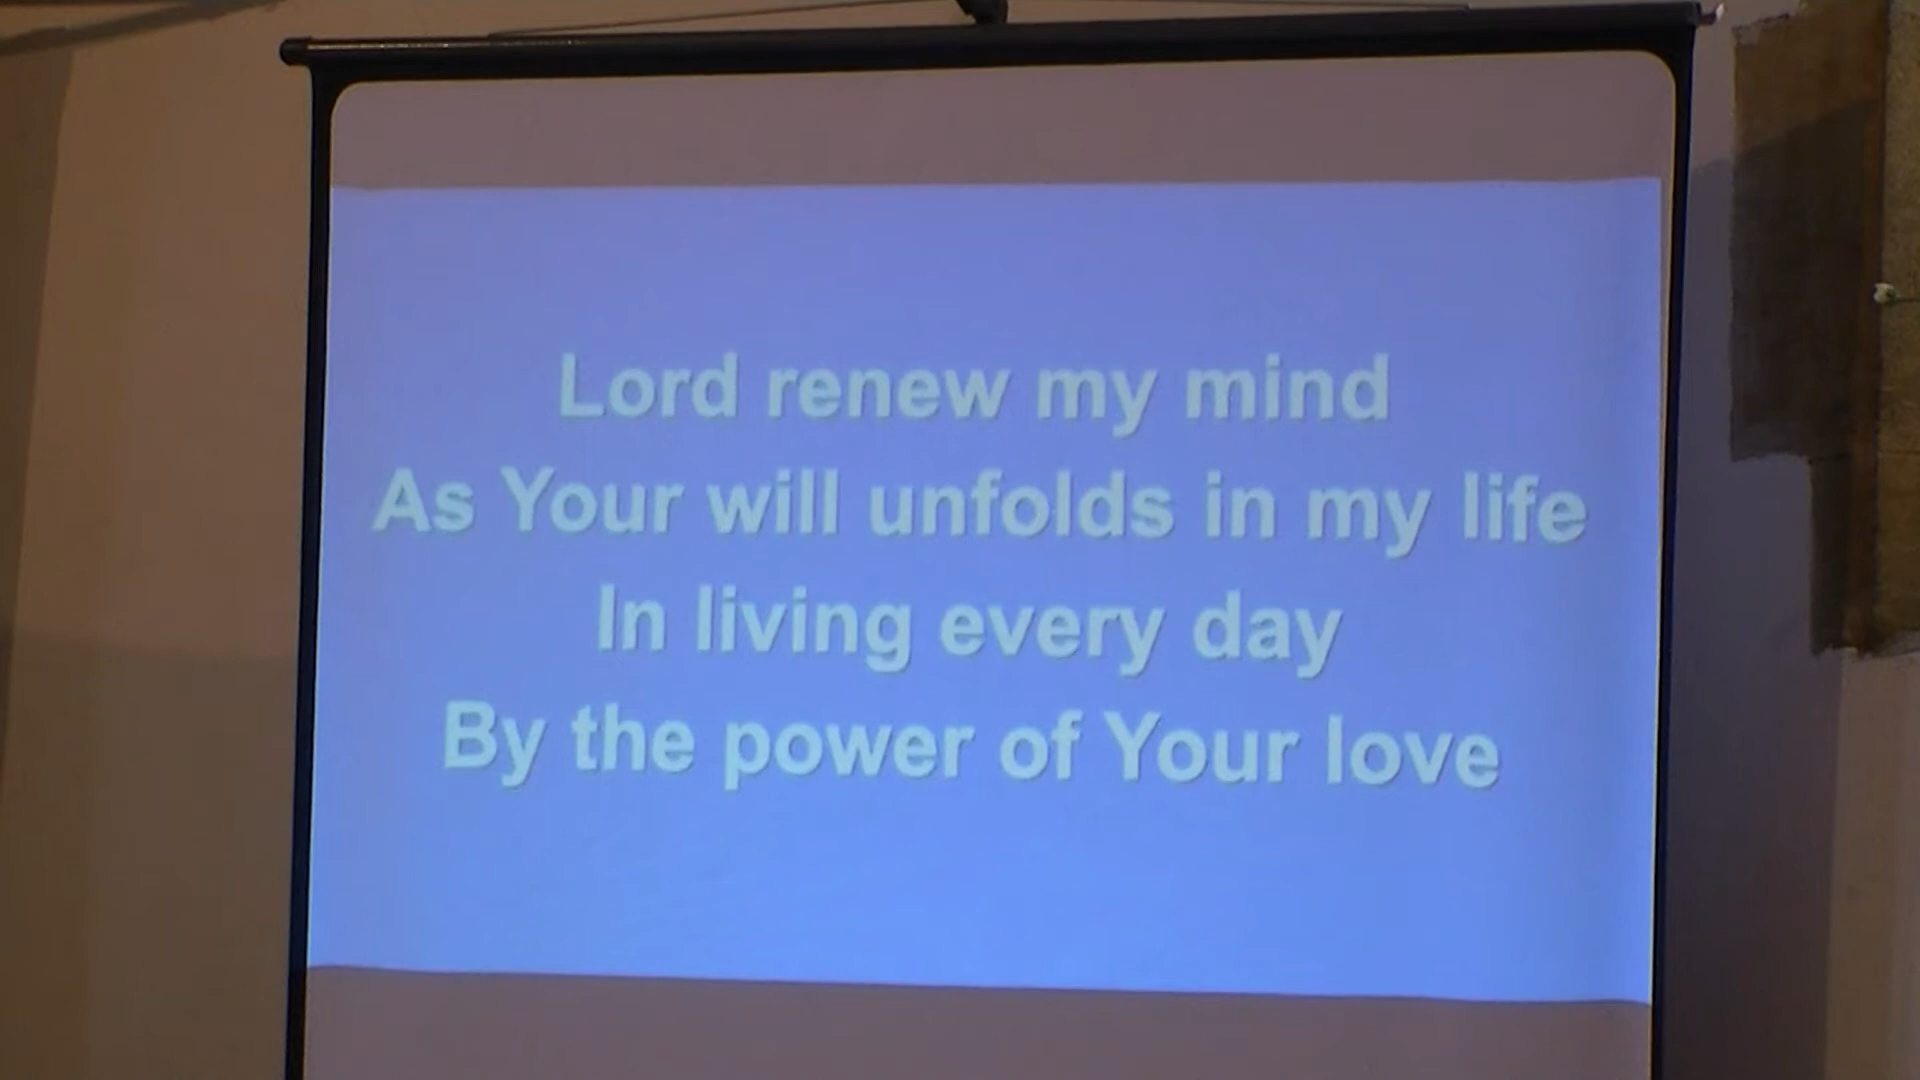 Lord renew my mind
As Your will unfolds in my life
In living every day
By the power of Your love